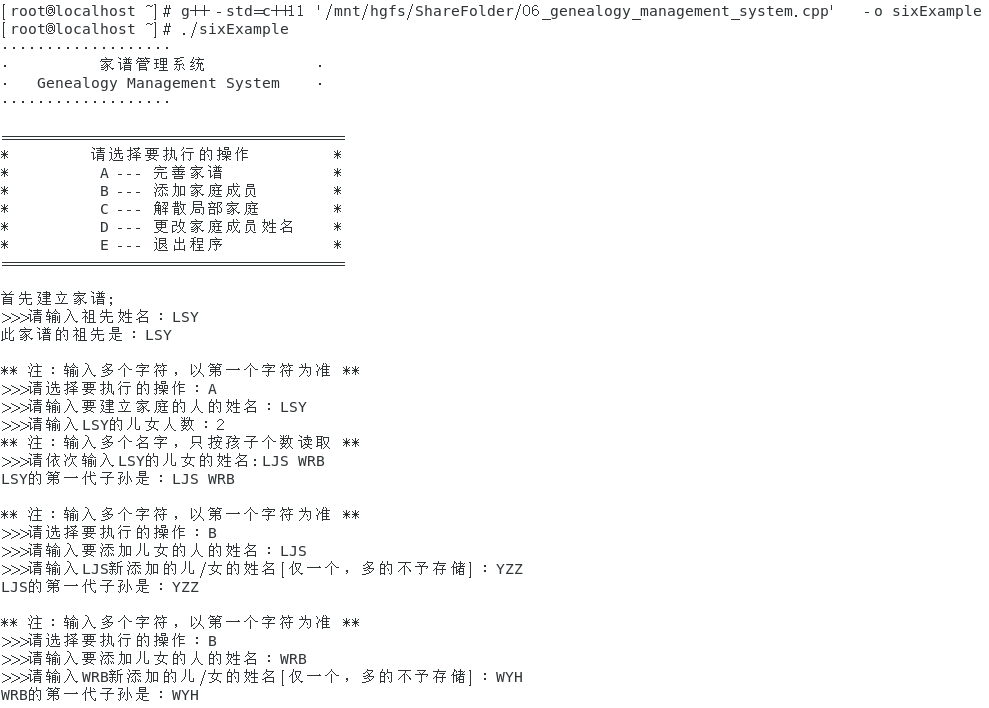 [root@localhost ~]# g++ -std=c++11 '/mnt/hgfs/ShareFolder/06_genealogy_management_system.cpp'   -o sixExample
[root@localhost ~]# ./sixExample
···················
·          家谱管理系统            ·
·   Genealogy Management System    ·
···················
══════════════════════════════════════
*         请选择要执行的操作         *
*          A --- 完善家谱            *
*          B --- 添加家庭成员        *
*          C --- 解散局部家庭        *
*          D --- 更改家庭成员姓名    *
*          E --- 退出程序            *
══════════════════════════════════════
首先建立家谱;
>>>请输入祖先姓名：LSY
此家谱的祖先是：LSY
** 注：输入多个字符，以第一个字符为准 **
>>>请选择要执行的操作：A
>>>请输入要建立家庭的人的姓名：LSY
>>>请输入LSY的儿女人数：2
** 注：输入多个名字，只按孩子个数读取 **
>>>请依次输入LSY的儿女的姓名:LJS WRB
LSY的第一代子孙是：LJS WRB
** 注：输入多个字符，以第一个字符为准 **
>>>请选择要执行的操作：B
>>>请输入要添加儿女的人的姓名：LJS
>>>请输入LJS新添加的儿/女的姓名[仅一个，多的不予存储]：YZZ
LJS的第一代子孙是：YZZ
** 注：输入多个字符，以第一个字符为准 **
>>>请选择要执行的操作：B
>>>请输入要添加儿女的人的姓名：WRB
>>>请输入WRB新添加的儿/女的姓名[仅一个，多的不予存储]：WYH
WRB的第一代子孙是：WYH